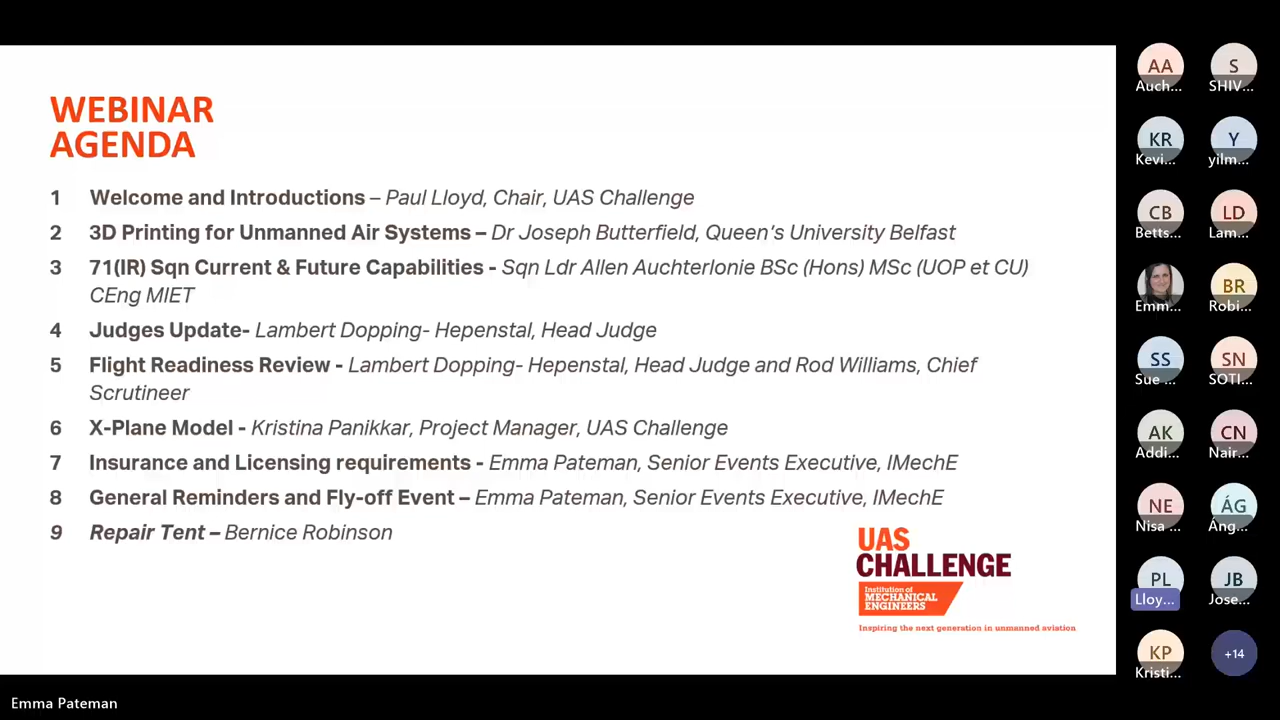 WEBINAR
AGENDA
1 Welcome and Introductions – Paul Lloyd, Chair, UAS Challenge
2 3D Printing for Unmanned Air Systems – Dr Joseph Butterfield, Queen's University Belfast
3 71(IR) Sqn Current & Future Capabilities - Sqn Ldr Allen Auchterlonie BSc (Hons) MSc (UOP et CU)
CEng MIET
4 Judges Update- Lambert Dopping- Hepenstal, Head Judge
5 Flight Readiness Review - Lambert Dopping- Hepenstal, Head Judge and Rod Williams, Chief
Scrutineer
6 X-Plane Model - Kristina Panikkar, Project Manager, UAS Challenge
7 Insurance and Licensing requirements - Emma Pateman, Senior Events Executive, IMechE
8 General Reminders and Fly-off Event – Emma Pateman, Senior Events Executive, IMechE
9 Repair Tent – Bernice Robinson
UAS
CHALLENGE
Institution of
MECHANICAL
ENGINEERS
Inspiring the next generation in unmanned aviation
AA S
Auch... SHIV...
KR Y
Kevi... yilm...
CB LD
Betts... Lam...
BR
Emm... Robi...
SS SN
Sue ... SOTI...
AK CN
Addi... Nair...
NE ÁG
Nisa ... Áng...
PL JB
Lloy... Jose...
KP +14
Kristi...
Emma Pateman